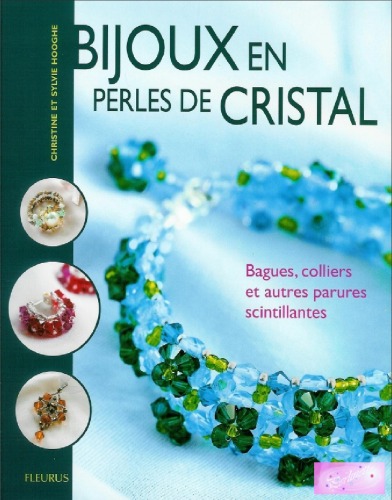 CHRISTINE ET SYLVIE HOOGHE
BIJOUX EN
PERLES DE CRISTAL
Bagues, colliers
et autres parures
scintillantes
FLEURUS